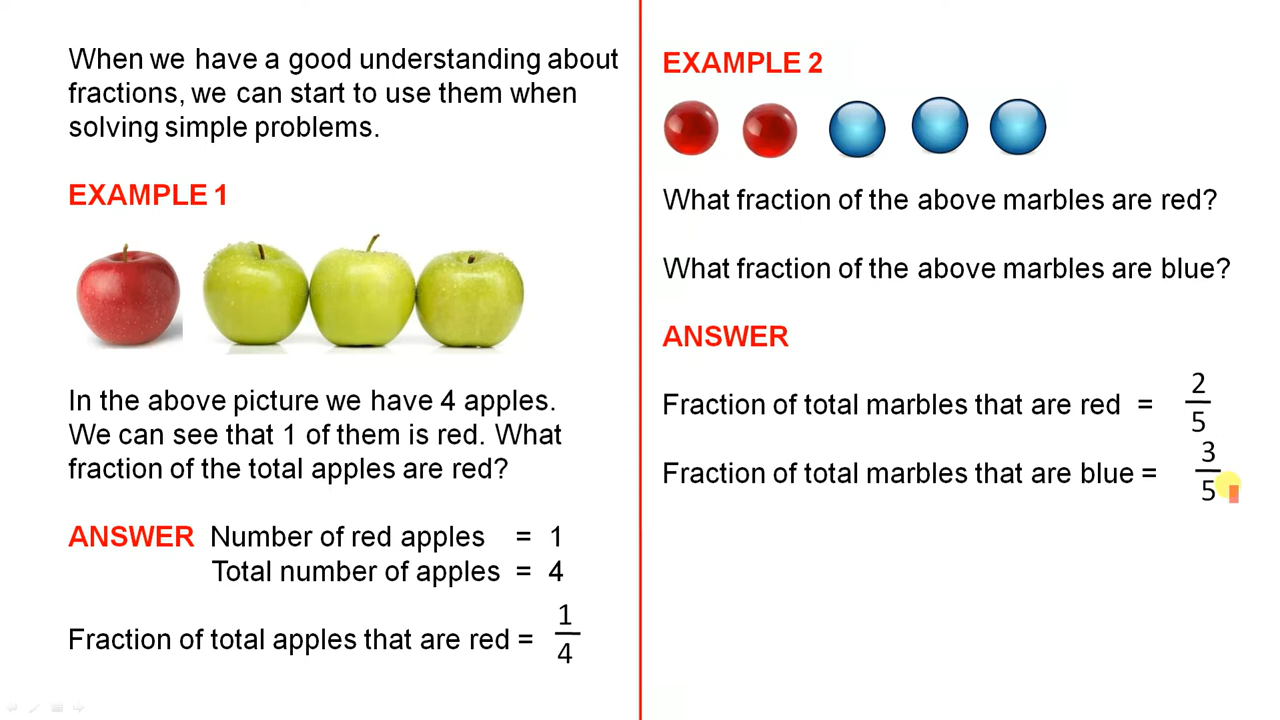 When we have a good understanding about
fractions, we can start to use them when
solving simple problems.
EXAMPLE 1
In the above picture we have 4 apples.
We can see that 1 of them is red. What
fraction of the total apples are red?
ANSWER Number of red apples = 1
Total number of apples = 4
Fraction of total apples that are red = 1/4
EXAMPLE 2
What fraction of the above marbles are red?
What fraction of the above marbles are blue?
ANSWER
Fraction of total marbles that are red = 2/5
Fraction of total marbles that are blue = 3/5